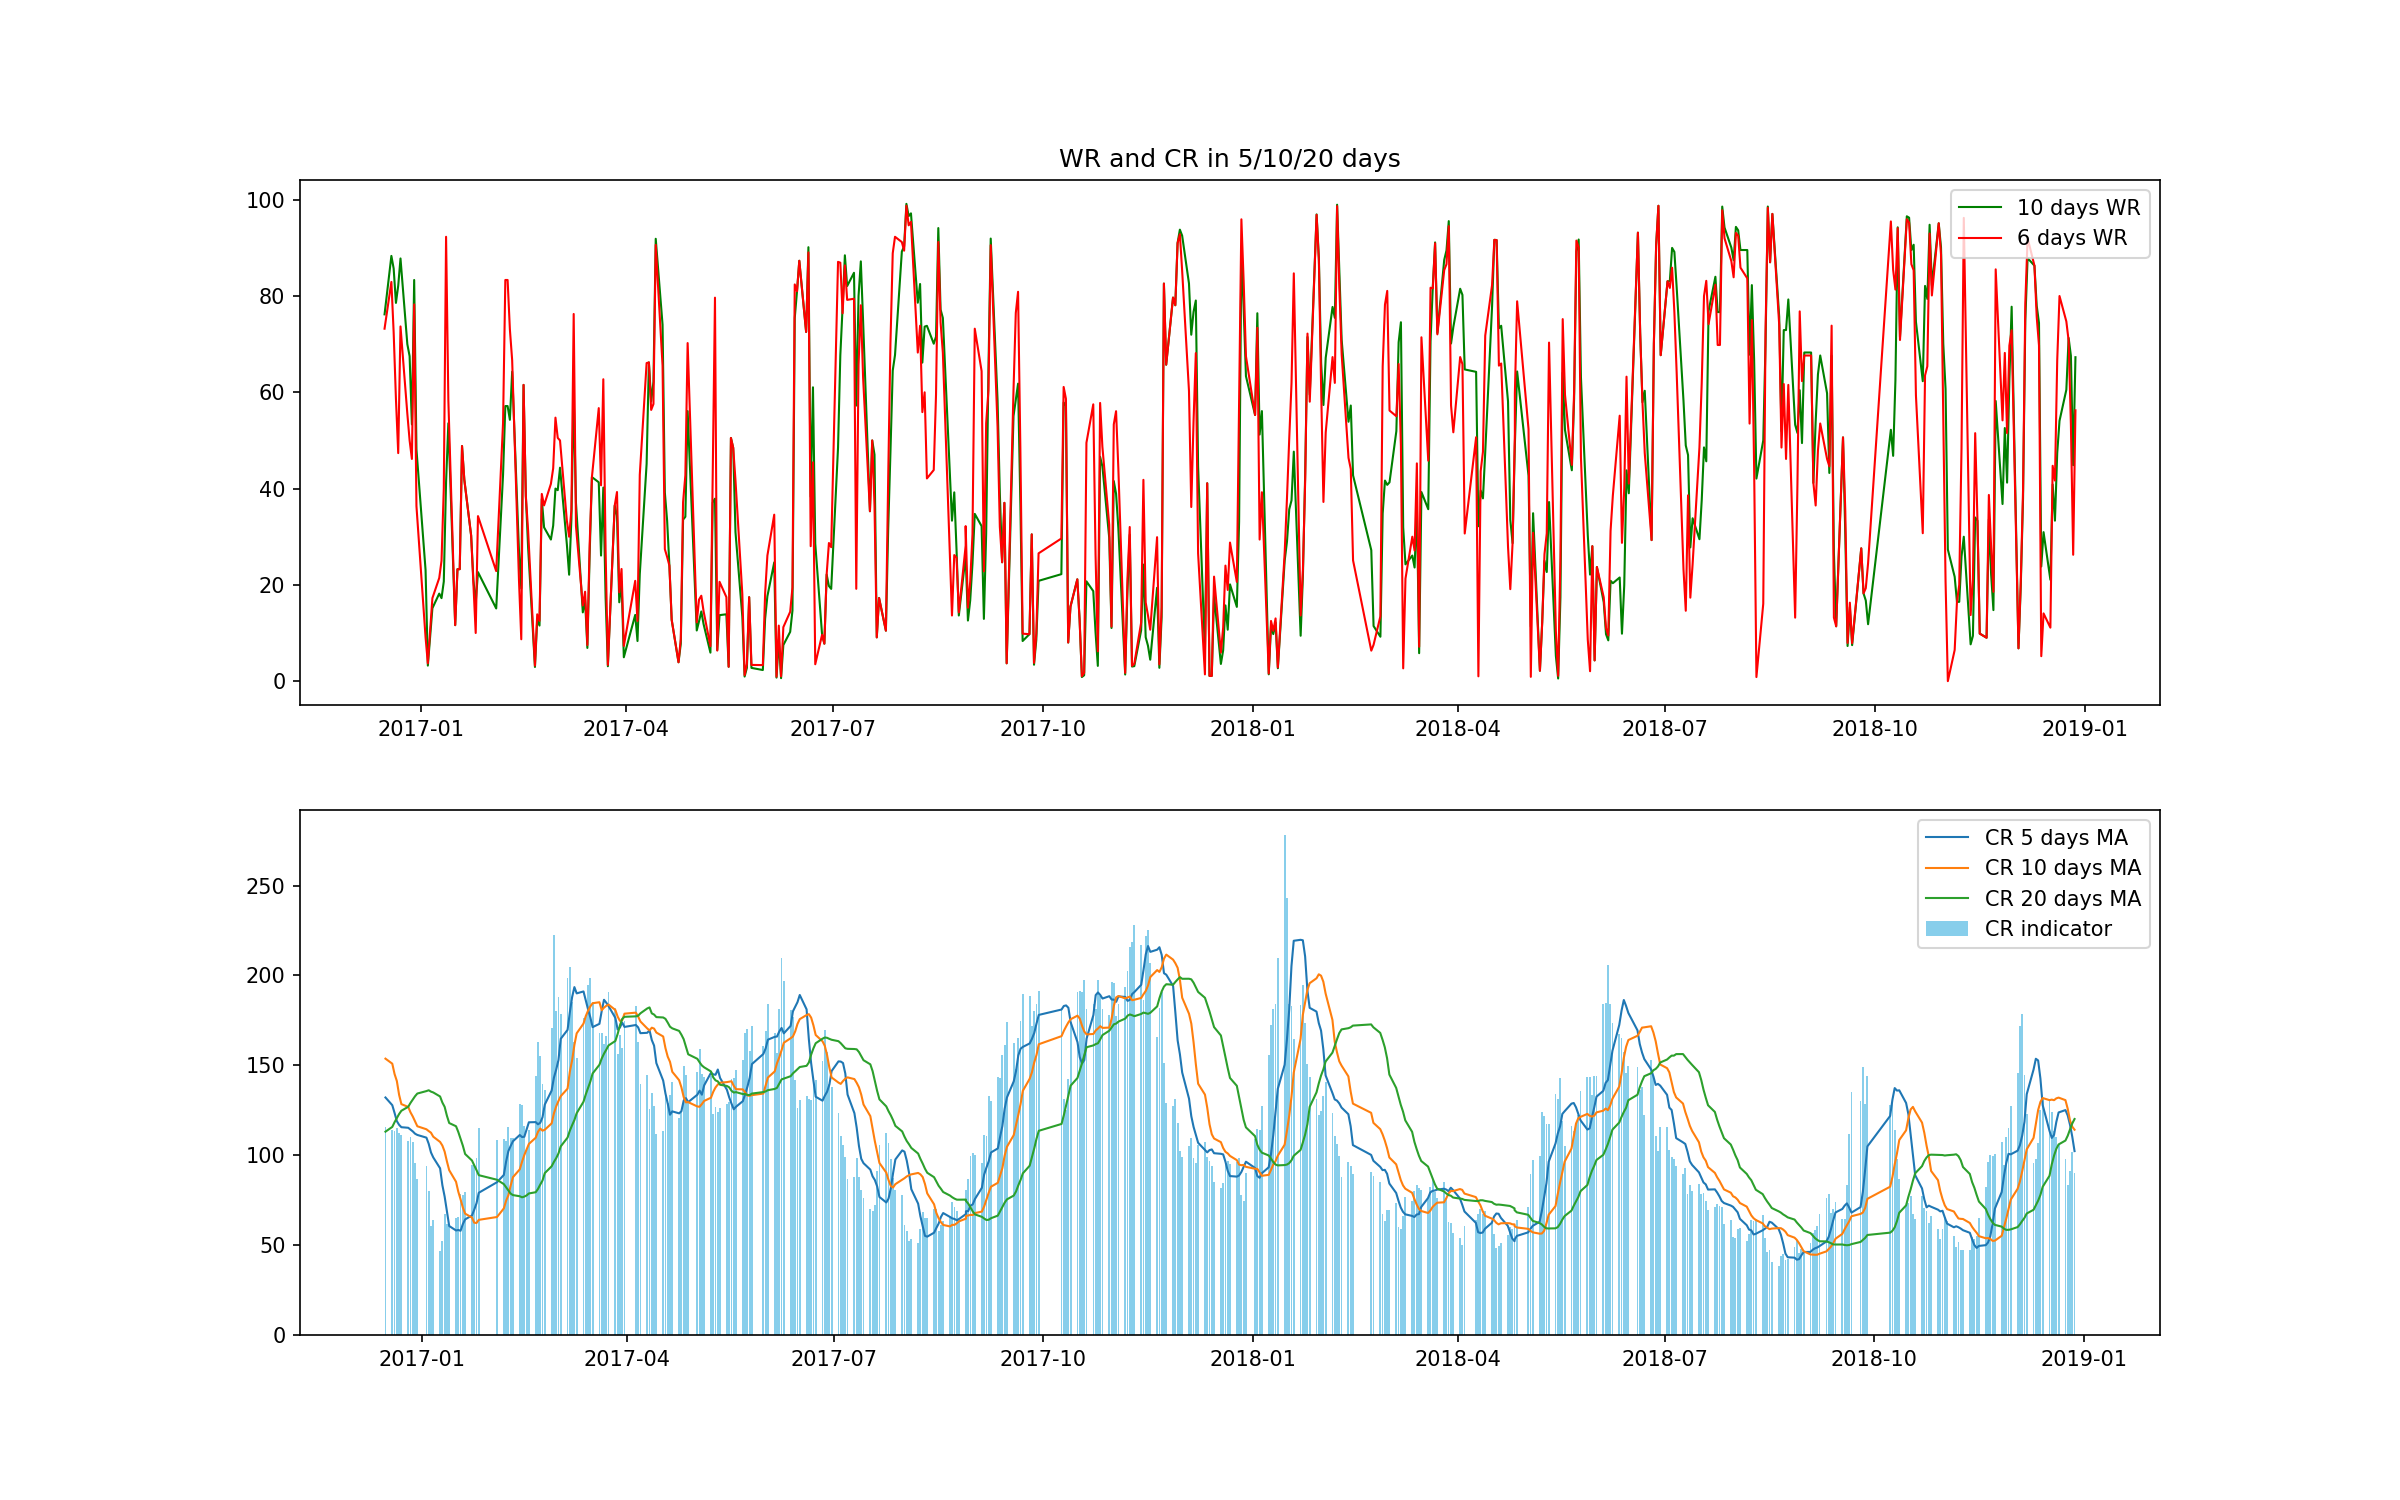 WR and CR in 5/10/20 days
100
80
60
40
20
0
10 days WR
6 days WR
2017-01 2017-04 2017-07 2017-10 2018-01 2018-04 2018-07 2018-10 2019-01
250
200
150
100
50
0
CR 5 days MA
CR 10 days MA
CR 20 days MA
CR indicator
2017-01 2017-04 2017-07 2017-10 2018-01 2018-04 2018-07 2018-10 2019-01